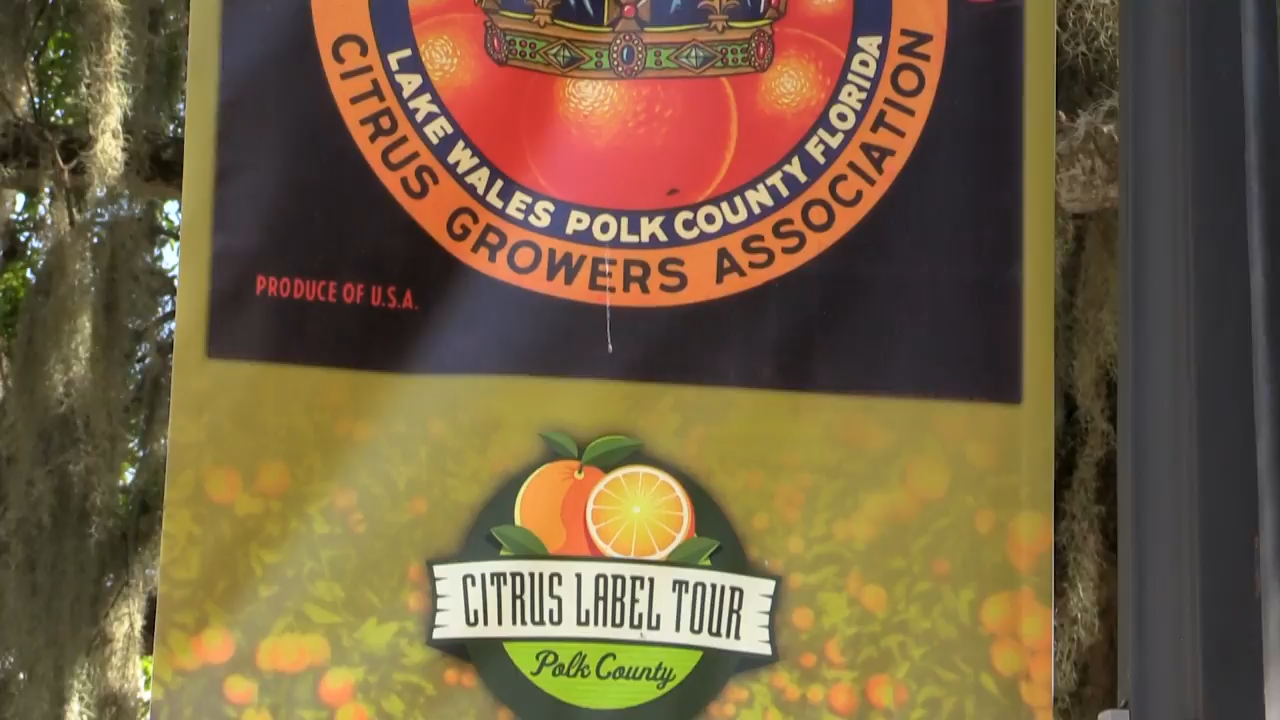 LAKE WALES POLK COUNTY FLORIDA
CITRUS GROWERS ASSOCIATION
PRODUCE OF U.S.A.
CITRUS LABEL TOUR
Polk County